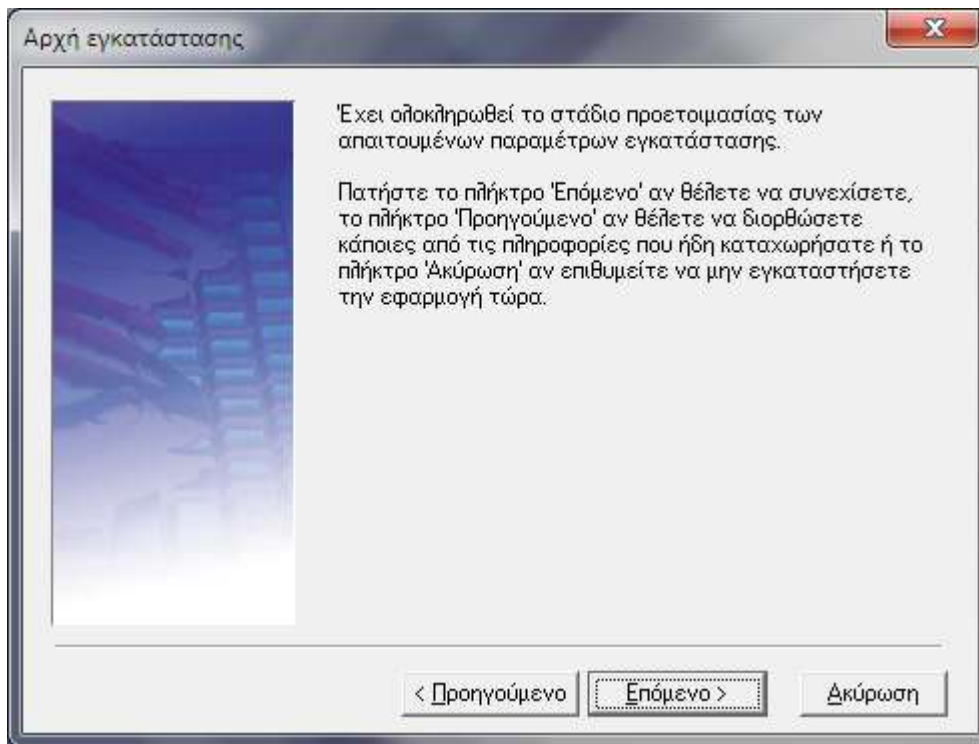 Αρχή εγκατάστασης
Έχει ολοκληρωθεί το στάδιο προετοιμασίας των
απαιτουμένων παραμέτρων εγκατάστασης.
Πατήστε το πλήκτρο 'Επόμενο' αν θέλετε να συνεχίσετε,
το πλήκτρο 'Προηγούμενο' αν θέλετε να διορθώσετε
κάποιες από τις πληροφορίες που ήδη καταχωρήσατε ή το
πλήκτρο 'Ακύρωση' αν επιθυμείτε να μην εγκαταστήσετε
την εφαρμογή τώρα.
< Προηγούμενο
Επόμενο >
Ακύρωση